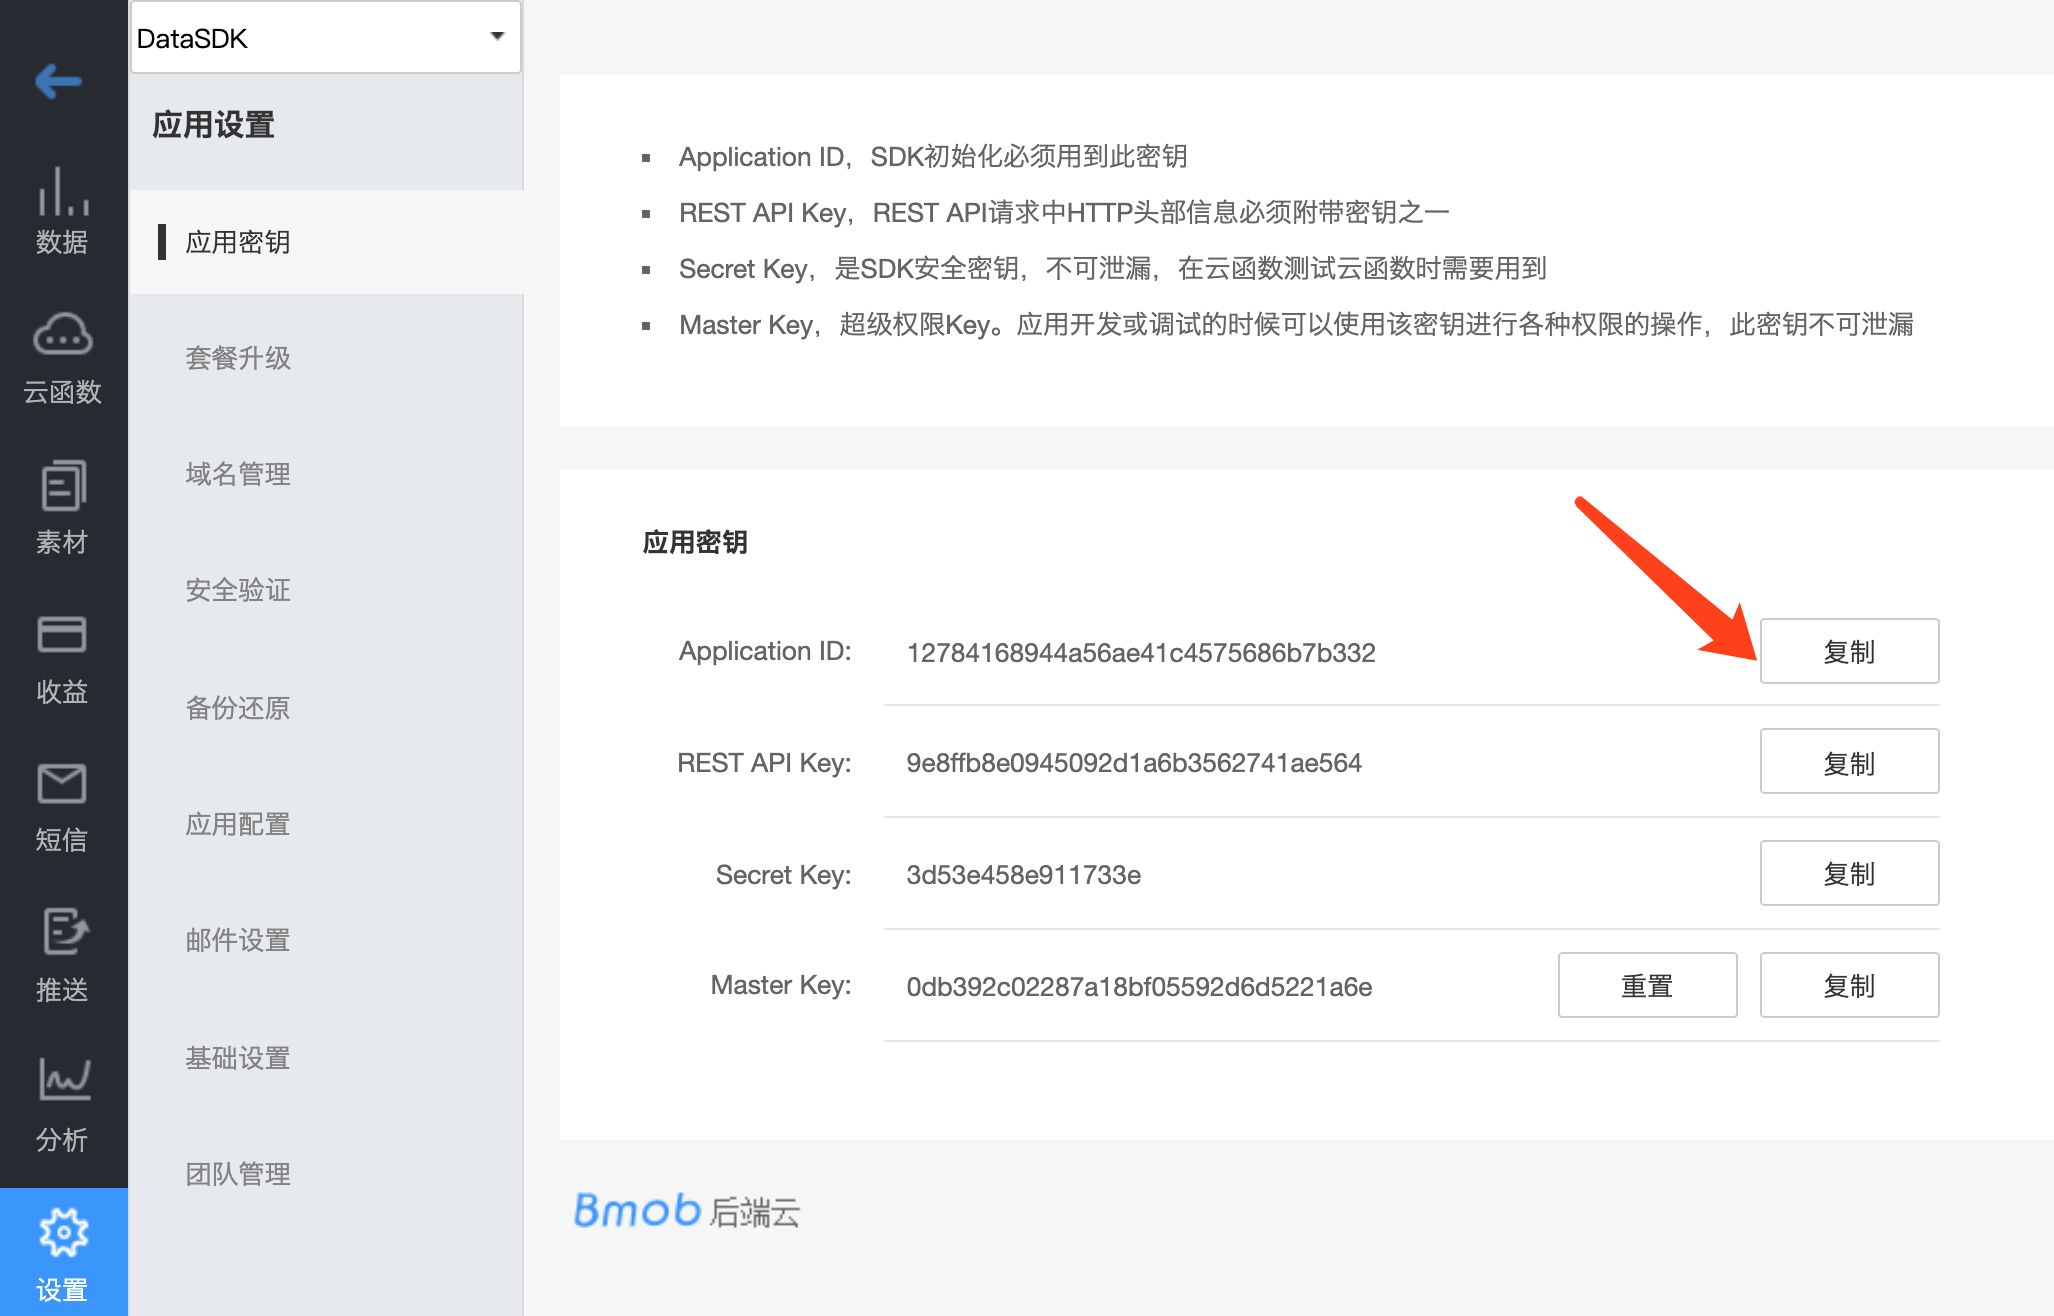 DataSDK
应用设置
应用密钥
套餐升级
域名管理
安全验证
备份还原
应用配置
邮件设置
基础设置
团队管理
数据
云函数
素材
收益
短信
推送
分析
设置
Application ID，SDK初始化必须用到此密钥
REST API Key，REST API请求中HTTP头部信息必须附带密钥之一
Secret Key，是SDK安全密钥，不可泄漏，在云函数测试云函数时需要用到
Master Key，超级权限Key。应用开发或调试的时候可以使用该密钥进行各种权限的操作，此密钥不可泄漏
应用密钥
Application ID: 12784168944a56ae41c4575686b7b332 复制
REST API Key: 9e8ffb8e0945092d1a6b3562741ae564 复制
Secret Key: 3d53e458e911733e 复制
Master Key: 0db392c02287a18bf05592d6d5221a6e 重置 复制
Bmob 后端云